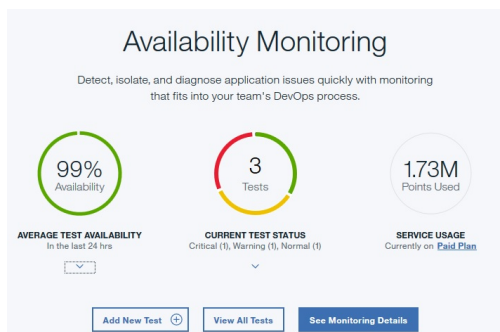 Availability Monitoring
Detect, isolate, and diagnose application issues quickly with monitoring
that fits into your team's DevOps process.
99%
Availability
3
Tests
1.73M
Points Used
AVERAGE TEST AVAILABILITY
In the last 24 hrs
CURRENT TEST STATUS
Critical (1), Warning (1), Normal (1)
SERVICE USAGE
Currently on Paid Plan
Add New Test
View All Tests
See Monitoring Details